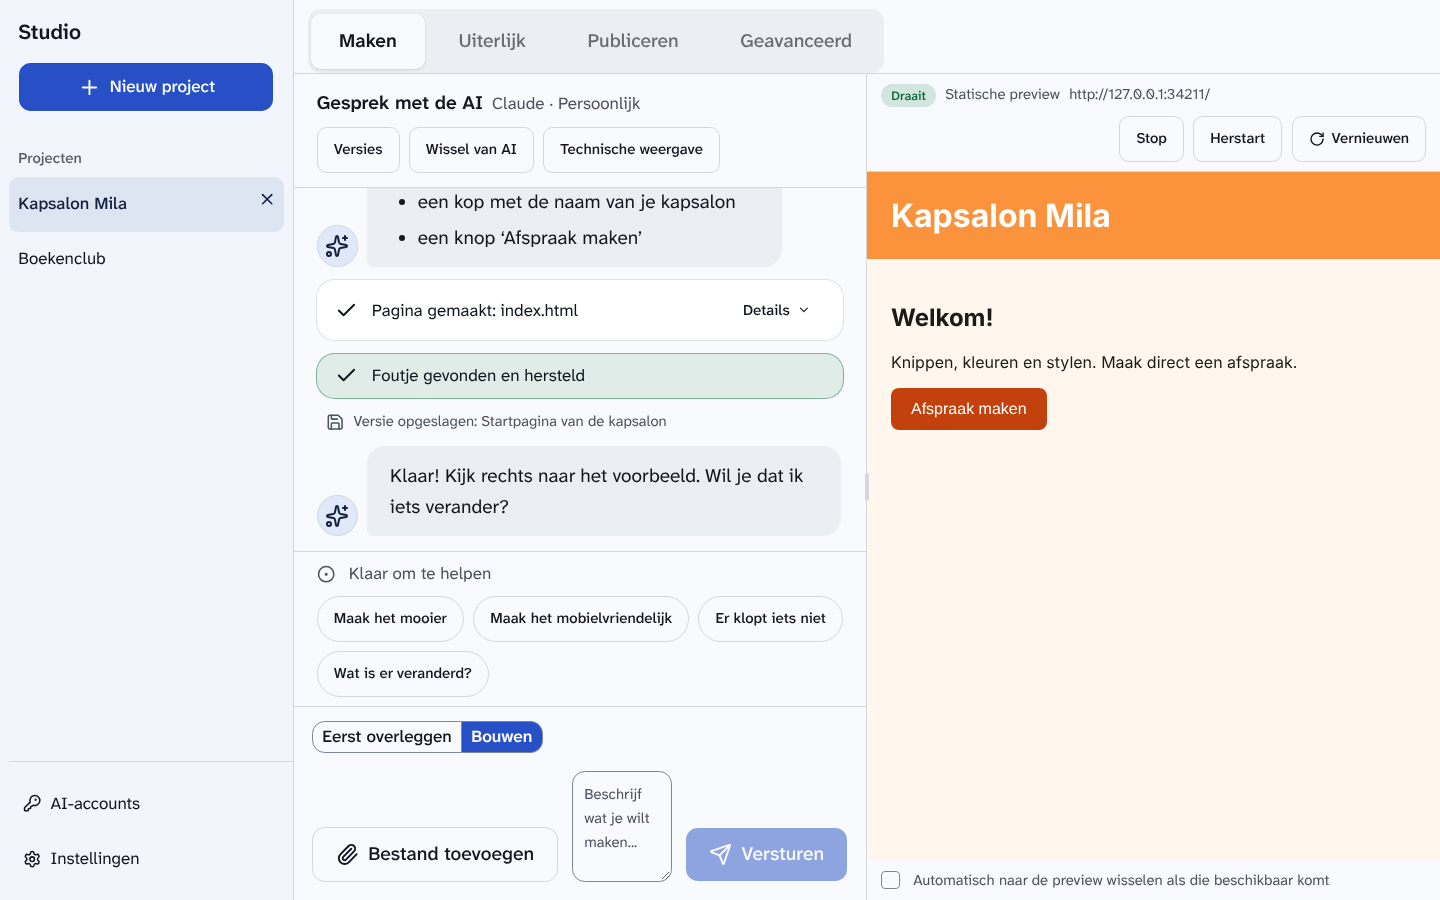 Studio
Nieuw project
Projecten
Kapsalon Mila
Boekenclub
AI-accounts
Instellingen
Maken
Uiterlijk
Publiceren
Geavanceerd
Gesprek met de AI Claude · Persoonlijk
Versies
Wissel van AI
Technische weergave
• een kop met de naam van je kapsalon
• een knop ‘Afspraak maken’
Pagina gemaakt: index.html
Details
Foutje gevonden en hersteld
Versie opgeslagen: Startpagina van de kapsalon
Klaar! Kijk rechts naar het voorbeeld. Wil je dat ik
iets verander?
Klaar om te helpen
Maak het mooier
Maak het mobielvriendelijk
Er klopt iets niet
Wat is er veranderd?
Eerst overleggen
Bouwen
Bestand toevoegen
Beschrijf
wat je wilt
maken...
Versturen
Draait
Statische preview http://127.0.0.1:34211/
Stop
Herstart
Vernieuwen
Kapsalon Mila
Welkom!
Knippen, kleuren en stylen. Maak direct een afspraak.
Afspraak maken
Automatisch naar de preview wisselen als die beschikbaar komt